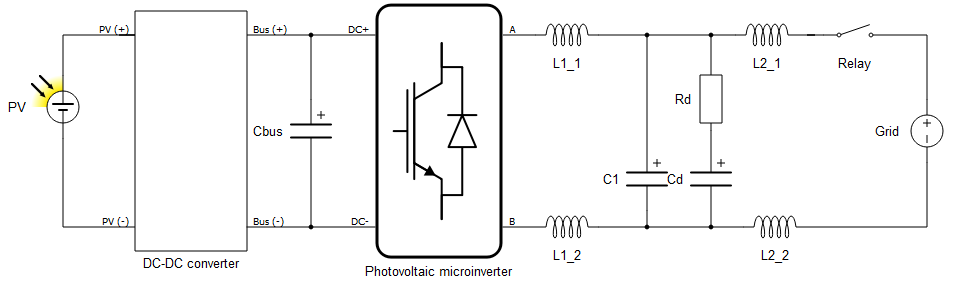 PV (+)
Bus (+)
DC+
A
L1_1
L2_1
Relay
PV
Rd
+
Cbus
Grid
+
C1
+
Cd
+
PV (-)
Bus (-)
DC-
B
L1_2
L2_2
DC-DC converter
Photovoltaic microinverter